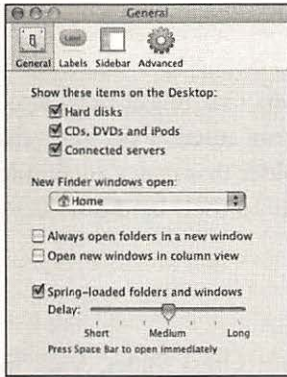 General
Label
General Labels Sidebar Advanced
Show these items on the Desktop:
Hard disks
CDs, DVDs and iPods
Connected servers
New Finder windows open:
Home
Always open folders in a new window
Open new windows in column view
Spring-loaded folders and windows
Delay:
Short Medium Long
Press Space Bar to open immediately